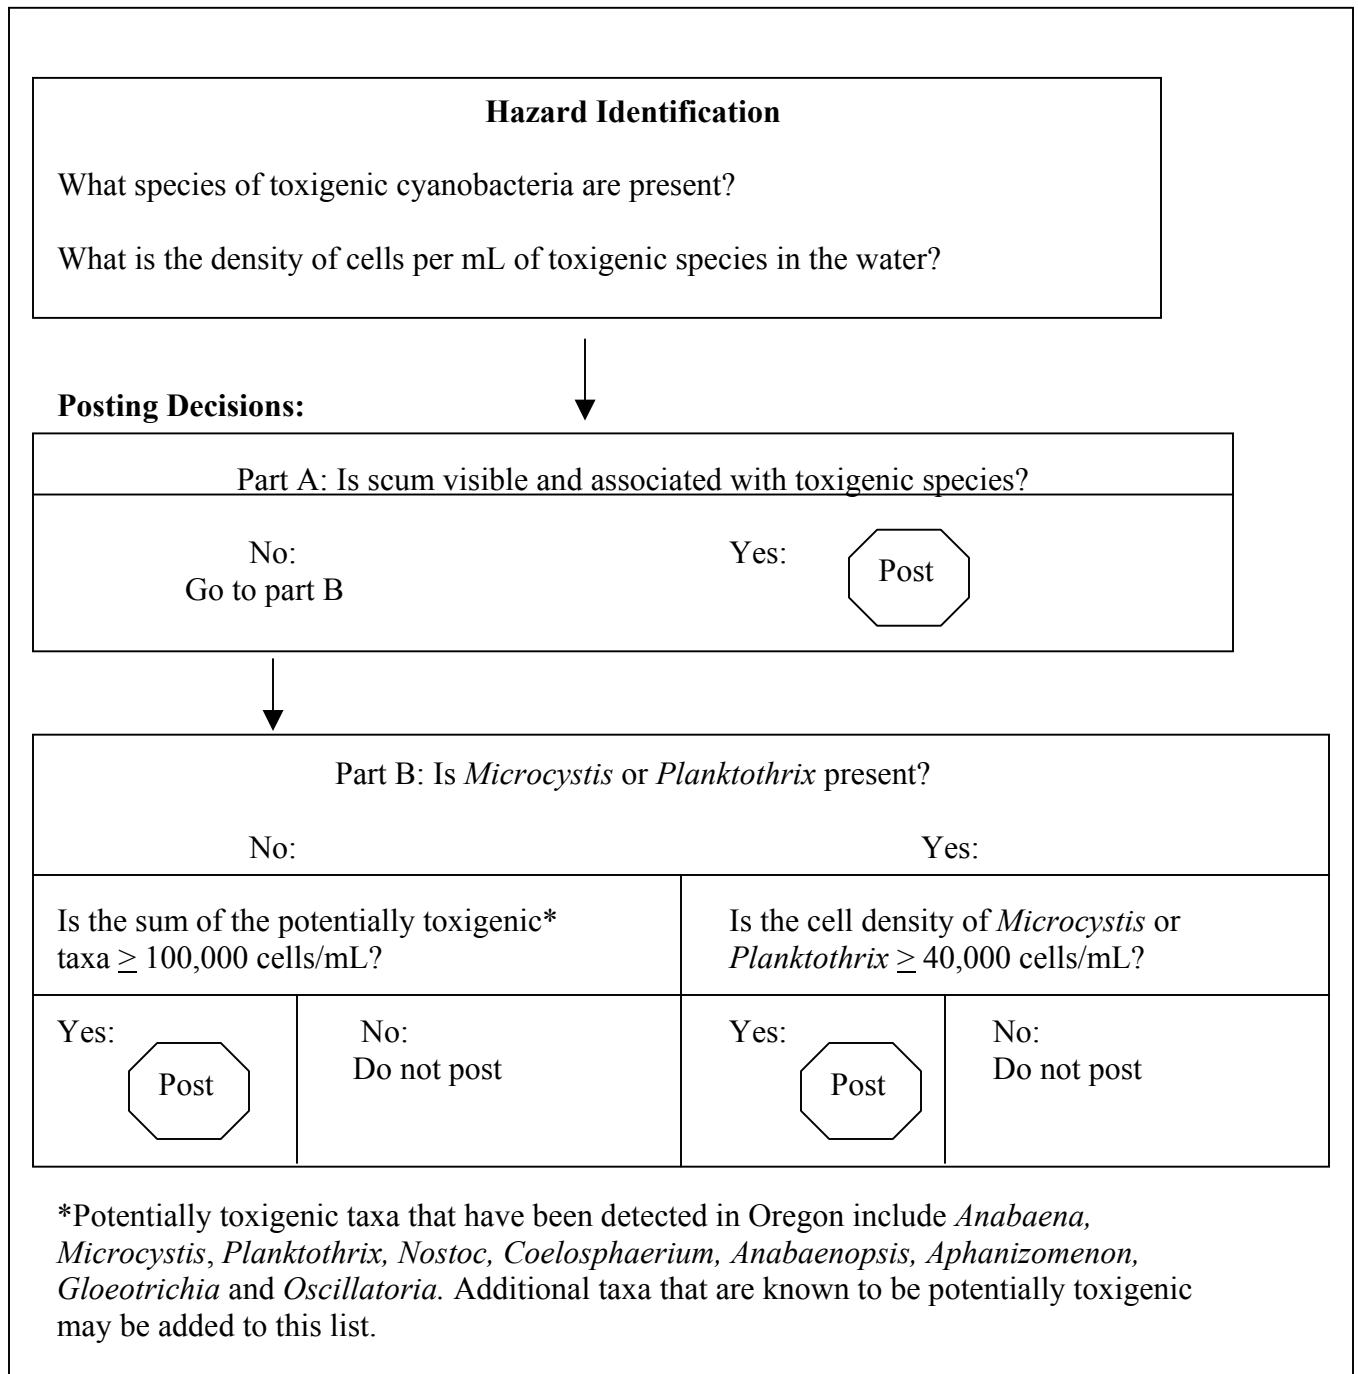 Hazard Identification
What species of toxigenic cyanobacteria are present?
What is the density of cells per mL of toxigenic species in the water?
Posting Decisions:
Part A: Is scum visible and associated with toxigenic species?
No:
Go to part B
Yes:
Post
Part B: Is Microcystis or Planktothrix present?
No:
Yes:
Is the sum of the potentially toxigenic*
taxa ≥ 100,000 cells/mL?
Is the cell density of Microcystis or
Planktothrix ≥ 40,000 cells/mL?
Yes:
Post
No:
Do not post
Yes:
Post
No:
Do not post
*Potentially toxigenic taxa that have been detected in Oregon include Anabaena,
Microcystis, Planktothrix, Nostoc, Coelosphaerium, Anabaenopsis, Aphanizomenon,
Gloeotrichia and Oscillatoria. Additional taxa that are known to be potentially toxigenic
may be added to this list.